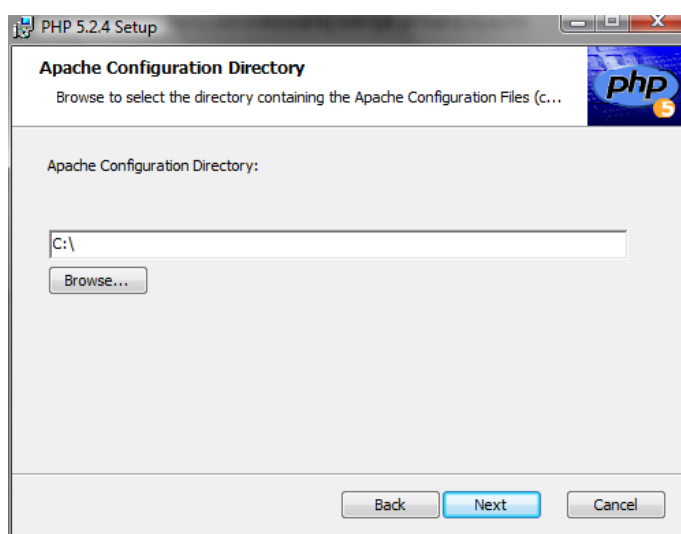 PHP 5.2.4 Setup
Apache Configuration Directory
Browse to select the directory containing the Apache Configuration Files (c...
php
5
Apache Configuration Directory:
C:\
Browse...
Back
Next
Cancel